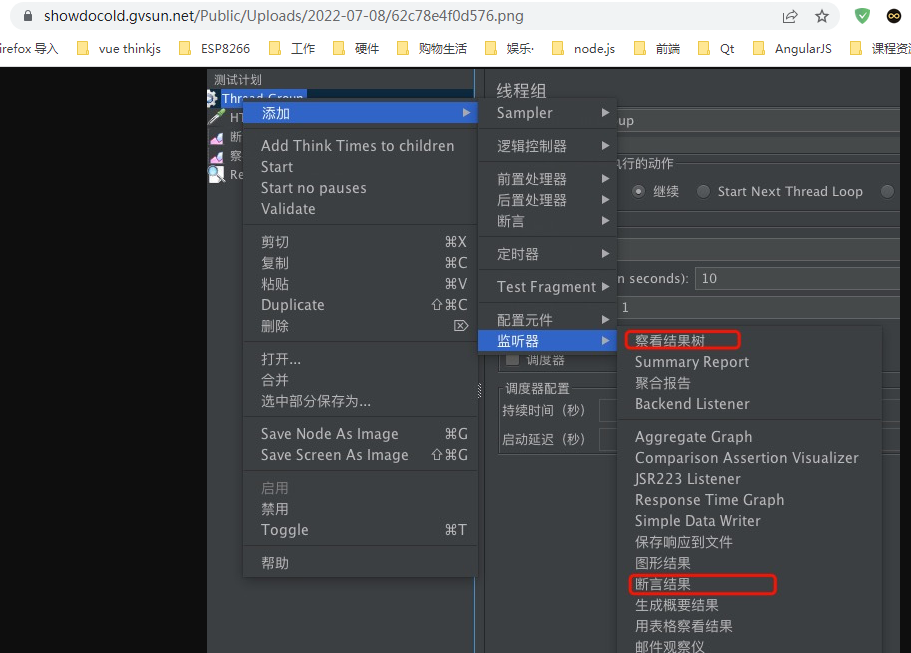 showdocold.gvsun.net/Public/Uploads/2022-07-08/62c78e4f0d576.png
irefox 导入 vue thinkjs ESP8266 工作 硬件 购物生活 娱乐· node.js 前端 Qt AngularJS 课程资源
测试计划
Thread Group
HT
断
察
Re
添加
Add Think Times to children
Start
Start no pauses
Validate
剪切 ⌘X
复制 ⌘C
粘贴 ⌘V
Duplicate ⇧⌘C
删除 ⌦
打开...
合并
选中部分保存为...
Save Node As Image ⌘G
Save Screen As Image ⇧⌘G
启用
禁用
Toggle ⌘T
帮助
线程组
Sampler
逻辑控制器
前置处理器
后置处理器
断言
定时器
Test Fragment
配置元件
监听器
up
执行的动作
继续 Start Next Thread Loop
n seconds): 10
1
调度器
调度器配置
持续时间（秒）
启动延迟（秒）
察看结果树
Summary Report
聚合报告
Backend Listener
Aggregate Graph
Comparison Assertion Visualizer
JSR223 Listener
Response Time Graph
Simple Data Writer
保存响应到文件
图形结果
断言结果
生成概要结果
用表格察看结果
邮件观察仪